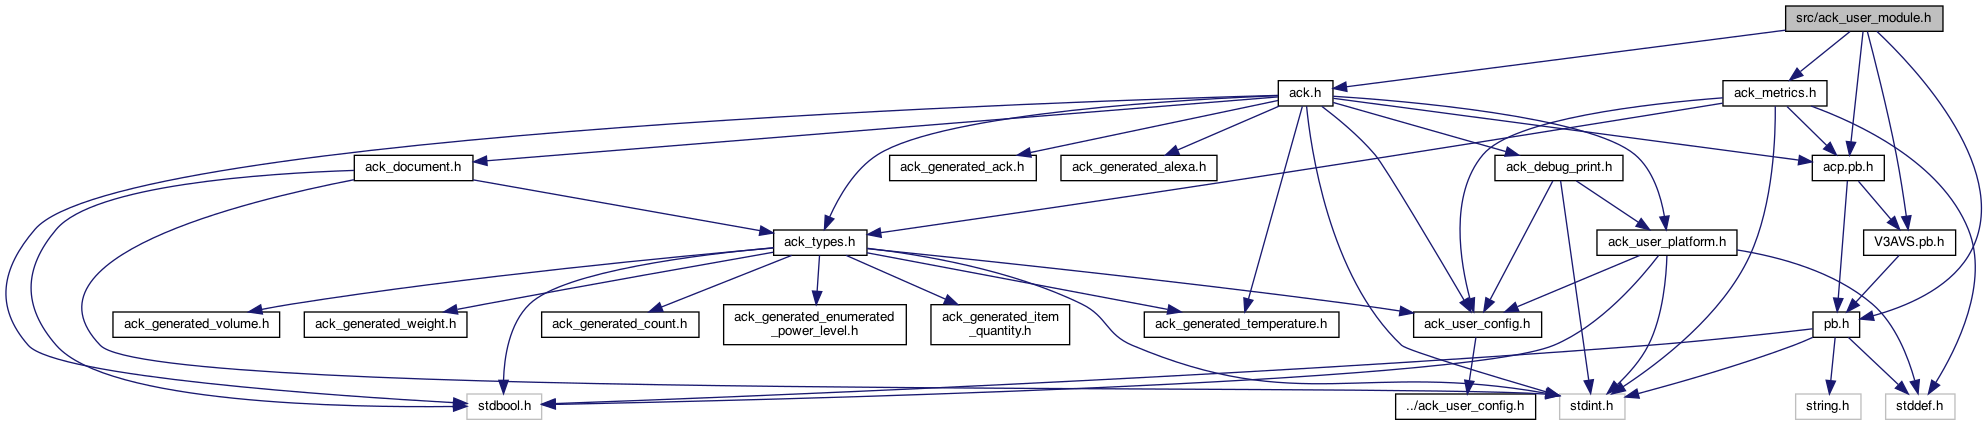 src/ack_user_module.h
ack.h
ack_metrics.h
ack_document.h
ack_generated_ack.h
ack_generated_alexa.h
ack_debug_print.h
acp.pb.h
ack_types.h
ack_user_platform.h
V3AVS.pb.h
ack_generated_volume.h
ack_generated_weight.h
ack_generated_count.h
ack_generated_enumerated
_power_level.h
ack_generated_item
_quantity.h
ack_generated_temperature.h
ack_user_config.h
pb.h
stdbool.h
../ack_user_config.h
stdint.h
string.h
stddef.h